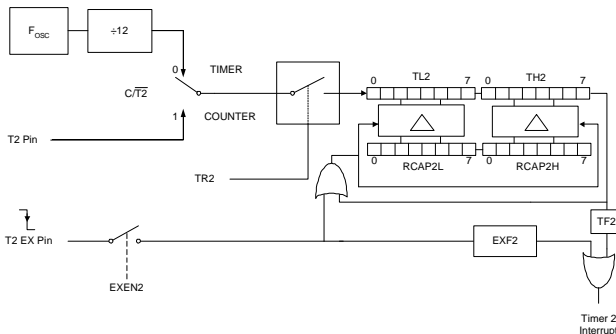 FOSC
÷12
0
TIMER
C/T2
1
COUNTER
T2 Pin
TR2
0
TL2
7
0
TH2
7
0
RCAP2L
7
0
RCAP2H
7
TF2
T2 EX Pin
EXEN2
EXF2
Timer 2
Interrupt